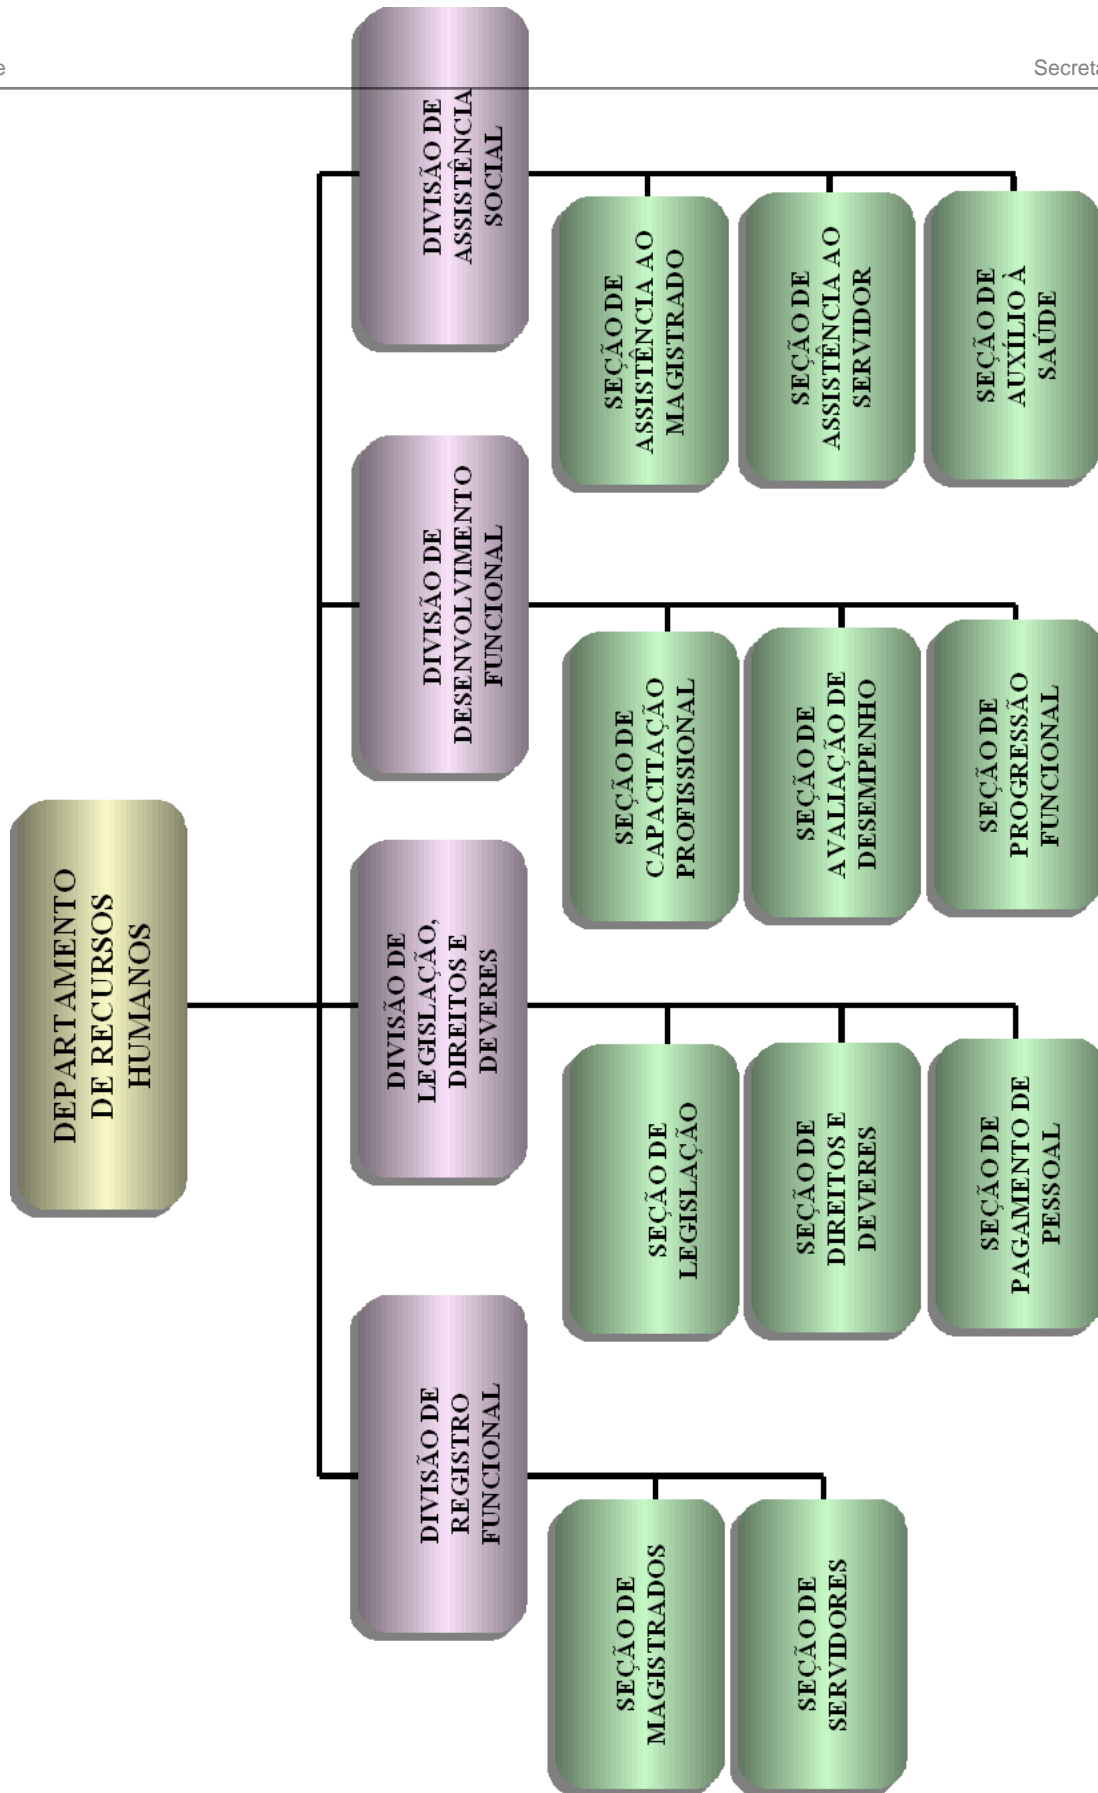 e
Secreta
DEPARTAMENTO
DE RECURSOS
HUMANOS
DIVISÃO DE
REGISTRO
FUNCIONAL
DIVISÃO DE
LEGISLAÇÃO,
DIREITOS E
DEVERES
DIVISÃO DE
DESENVOLVIMENTO
FUNCIONAL
DIVISÃO DE
ASSISTÊNCIA
SOCIAL
SEÇÃO DE
MAGISTRADOS
SEÇÃO DE
SERVIDORES
SEÇÃO DE
LEGISLAÇÃO
SEÇÃO DE
DIREITOS E
DEVERES
SEÇÃO DE
PAGAMENTO DE
PESSOAL
SEÇÃO DE
CAPACITAÇÃO
PROFISSIONAL
SEÇÃO DE
AVALIAÇÃO DE
DESEMPENHO
SEÇÃO DE
PROGRESSÃO
FUNCIONAL
SEÇÃO DE
ASSISTÊNCIA AO
MAGISTRADO
SEÇÃO DE
ASSISTÊNCIA AO
SERVIDOR
SEÇÃO DE
AUXÍLIO À
SAÚDE